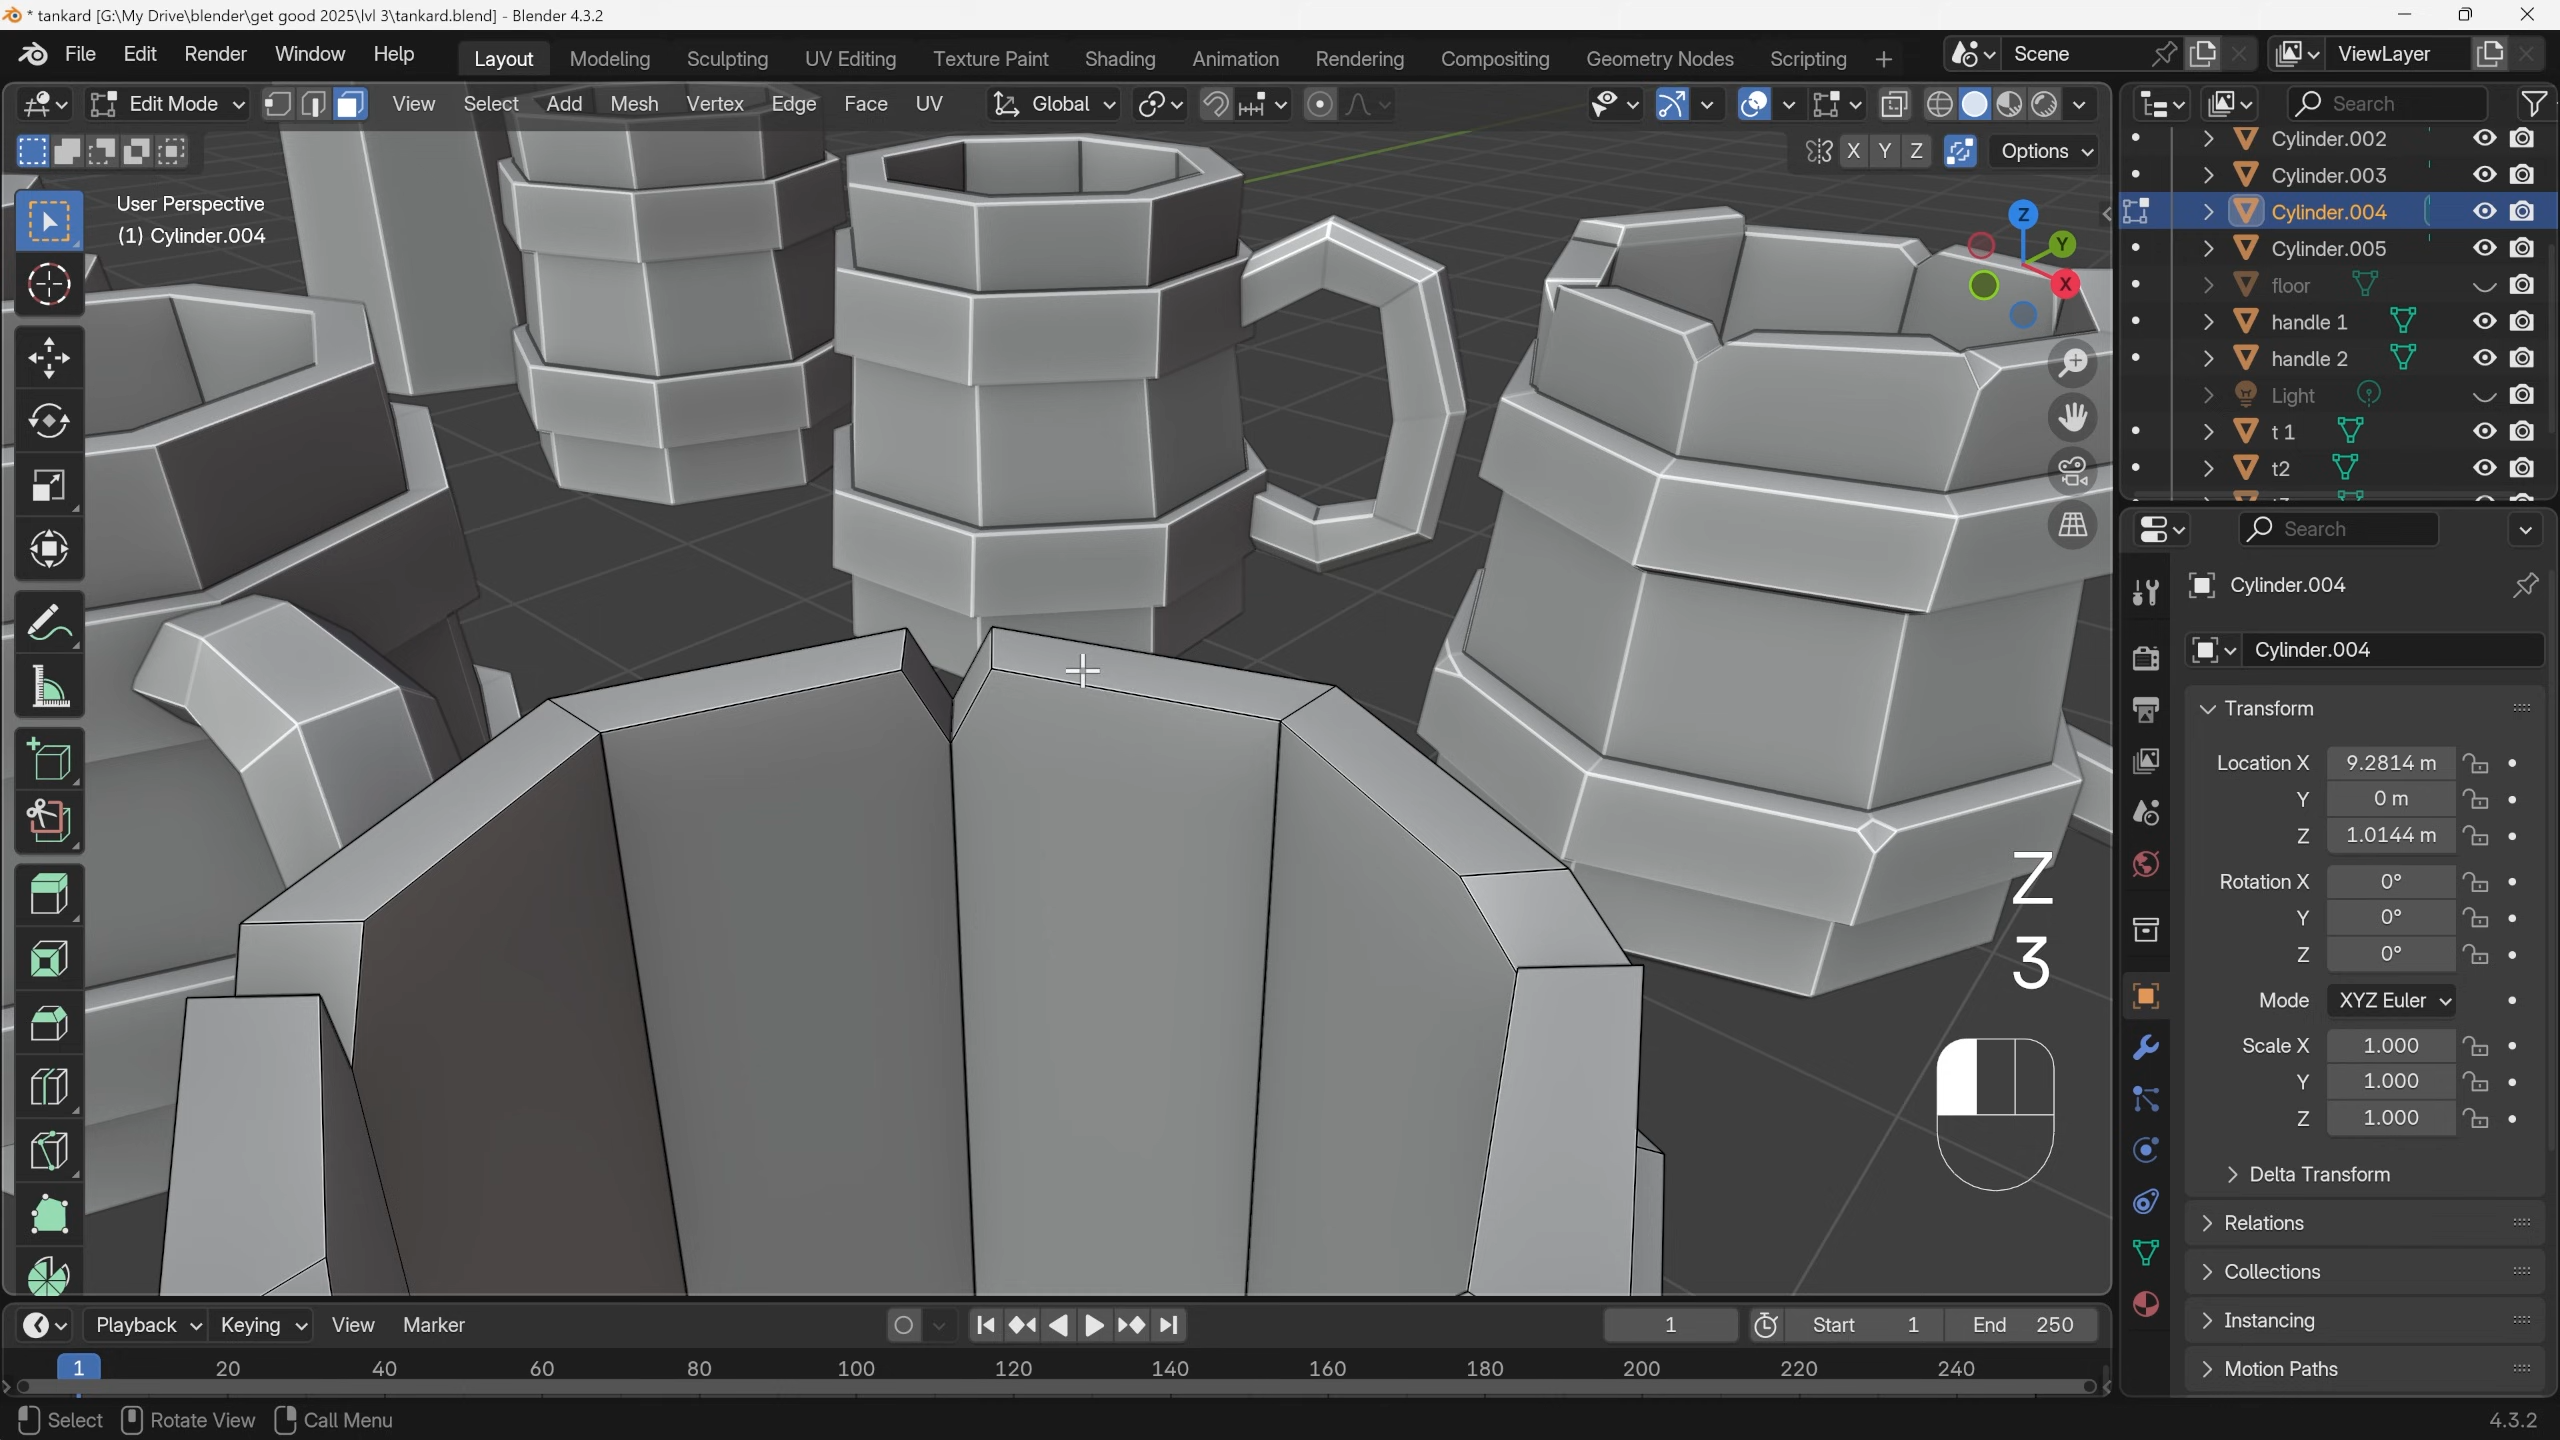 * tankard [G:\My Drive\blender\get good 2025\lvl 3\tankard.blend] - Blender 4.3.2
File Edit Render Window Help Layout Modeling Sculpting UV Editing Texture Paint Shading Animation Rendering Compositing Geometry Nodes Scripting + Scene ViewLayer
Edit Mode View Select Add Mesh Vertex Edge Face UV Global
Search
X Y Z Options
User Perspective
(1) Cylinder.004
Z
Y
X
Cylinder.002
Cylinder.003
Cylinder.004
Cylinder.005
floor
handle 1
handle 2
Light
t 1
t2
Search
Cylinder.004
Cylinder.004
Transform
Location X 9.2814 m
Y 0 m
Z 1.0144 m
Rotation X 0°
Y 0°
Z 0°
Mode XYZ Euler
Scale X 1.000
Y 1.000
Z 1.000
Delta Transform
Relations
Collections
Instancing
Motion Paths
Z
3
Playback Keying View Marker 1 Start 1 End 250
1 20 40 60 80 100 120 140 160 180 200 220 240
Select Rotate View Call Menu 4.3.2